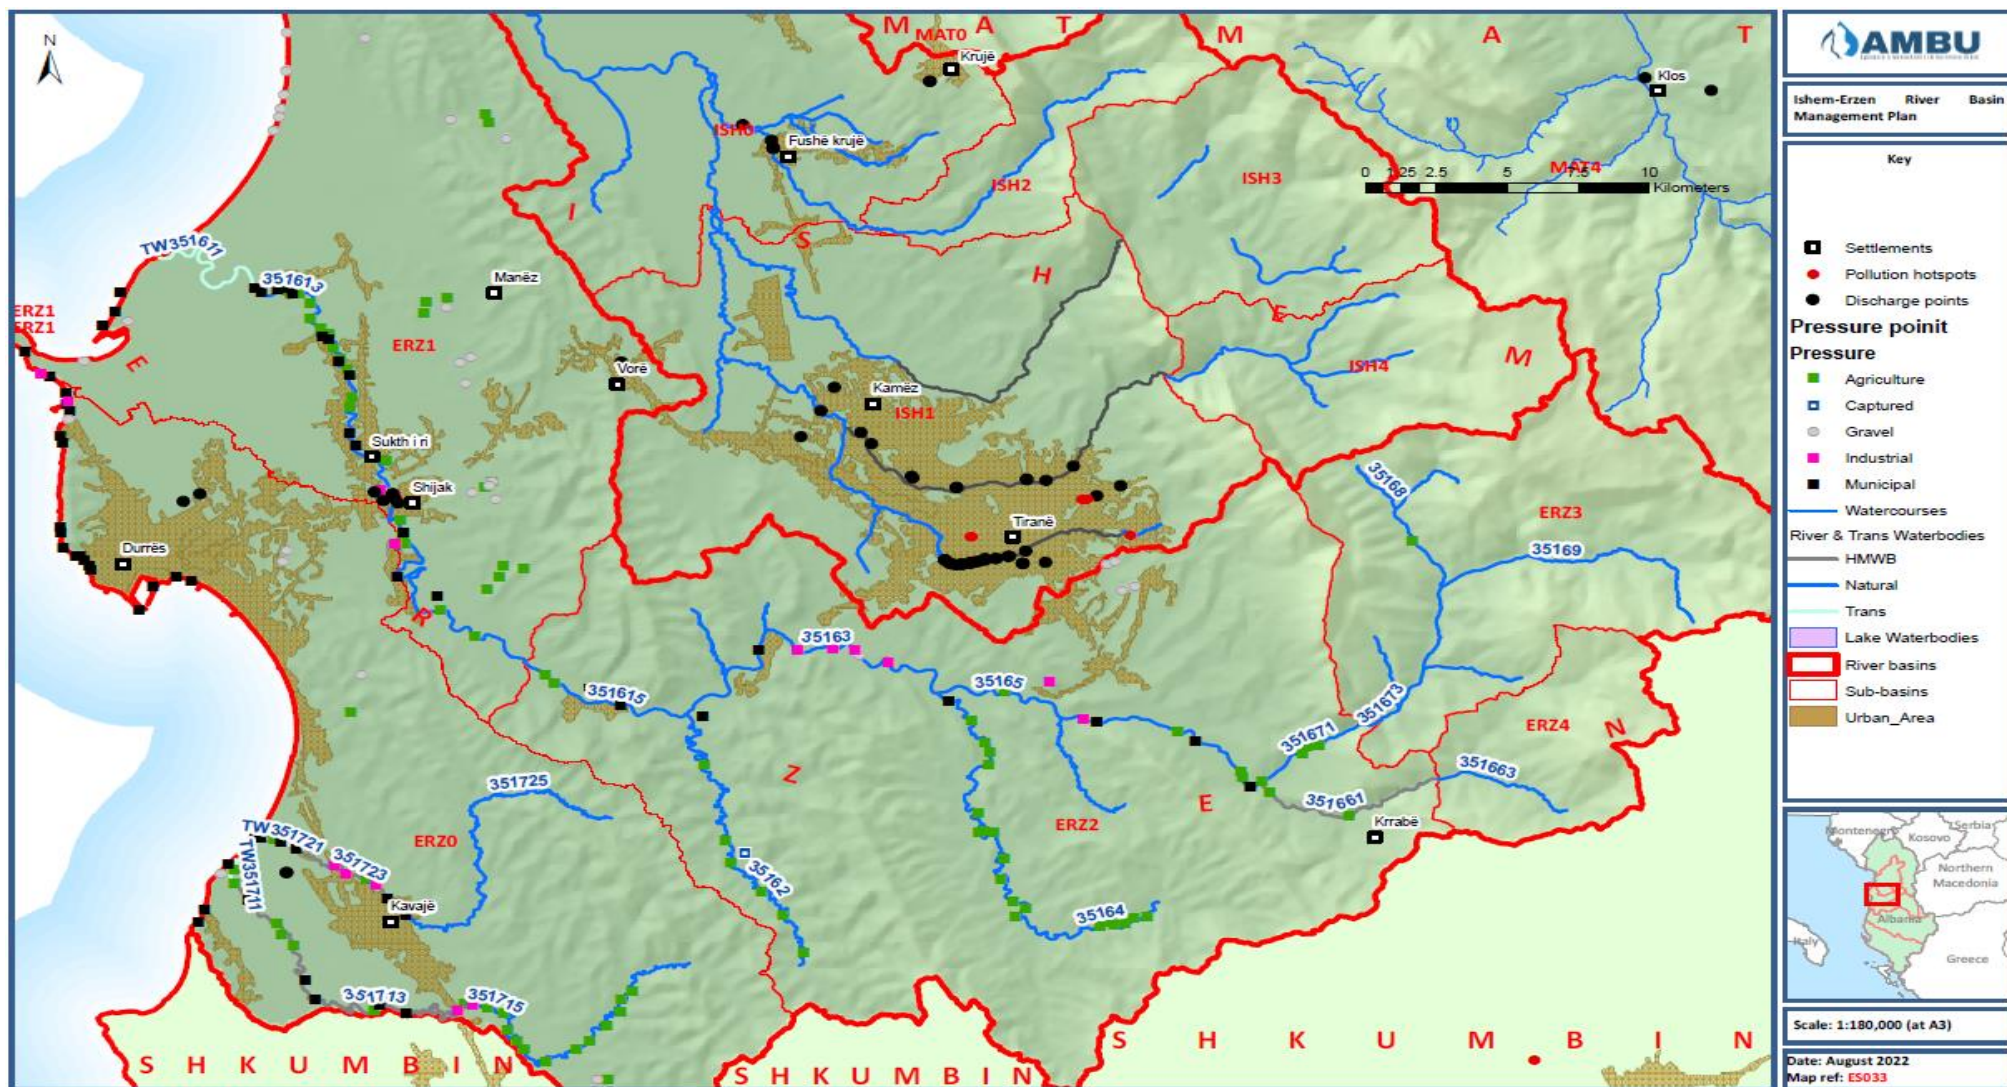 N
M A T
MAT0
Krujë
M A T
Klos
ISH0
Fushë krujë
ISH2
ISH3
MAT4
0 1.25 2.5 5 7.5 10
Kilometers
I S H E M
TW351611
351613
Manëz
ERZ1
ERZ1
E R Z E N
ERZ1
Vorë
Kamëz
ISH1
ISH4
Sukth i ri
Shijak
35168
ERZ3
Tiranë
35169
Durrës
35163
35165
351615
351673
351671
ERZ4
351663
351725
351661
Krrabë
TW351721
351723
TW351711
ERZ0
ERZ2
35162
Kavajë
35164
351713
351715
S H K U M B I N
S H K U M B I N
S H K U M B I N
AMBU
Ishem-Erzen River Basin
Management Plan
Key
Settlements
Pollution hotspots
Discharge points
Pressure poinit
Pressure
Agriculture
Captured
Gravel
Industrial
Municipal
Watercourses
River & Trans Waterbodies
HMWB
Natural
Trans
Lake Waterbodies
River basins
Sub-basins
Urban_Area
Montenegro
Serbia
Kosovo
Northern
Macedonia
Albania
Italy
Greece
Scale: 1:180,000 (at A3)
Date: August 2022
Map ref: ES033